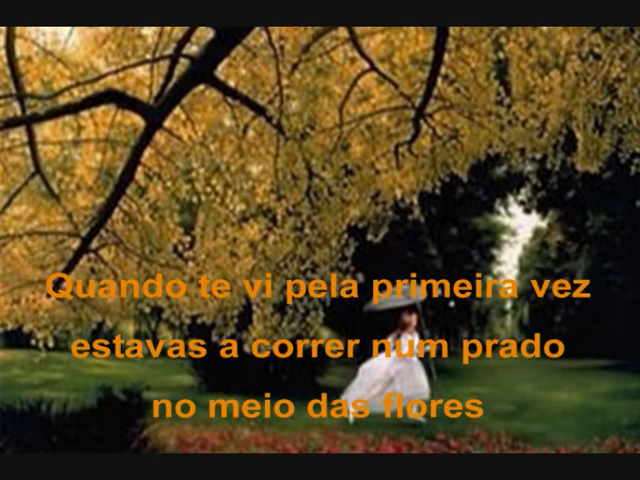 Quando te vi pela primeira vez
estavas a correr num prado
no meio das flores